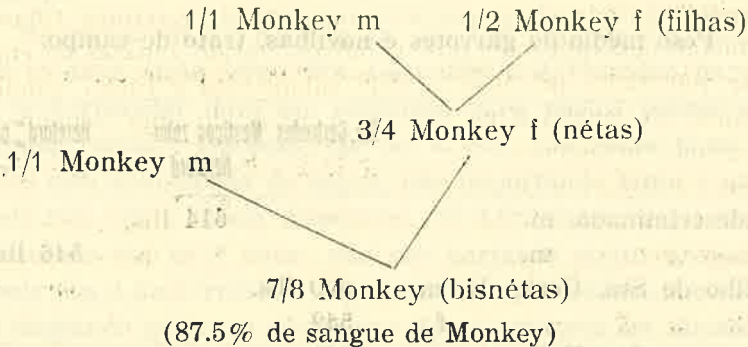 1/1 Monkey m 1/2 Monkey f (filhas)
3/4 Monkey f (nétas)
1/1 Monkey m
7/8 Monkey (bisnétas)
(87.5% de sangue de Monkey)